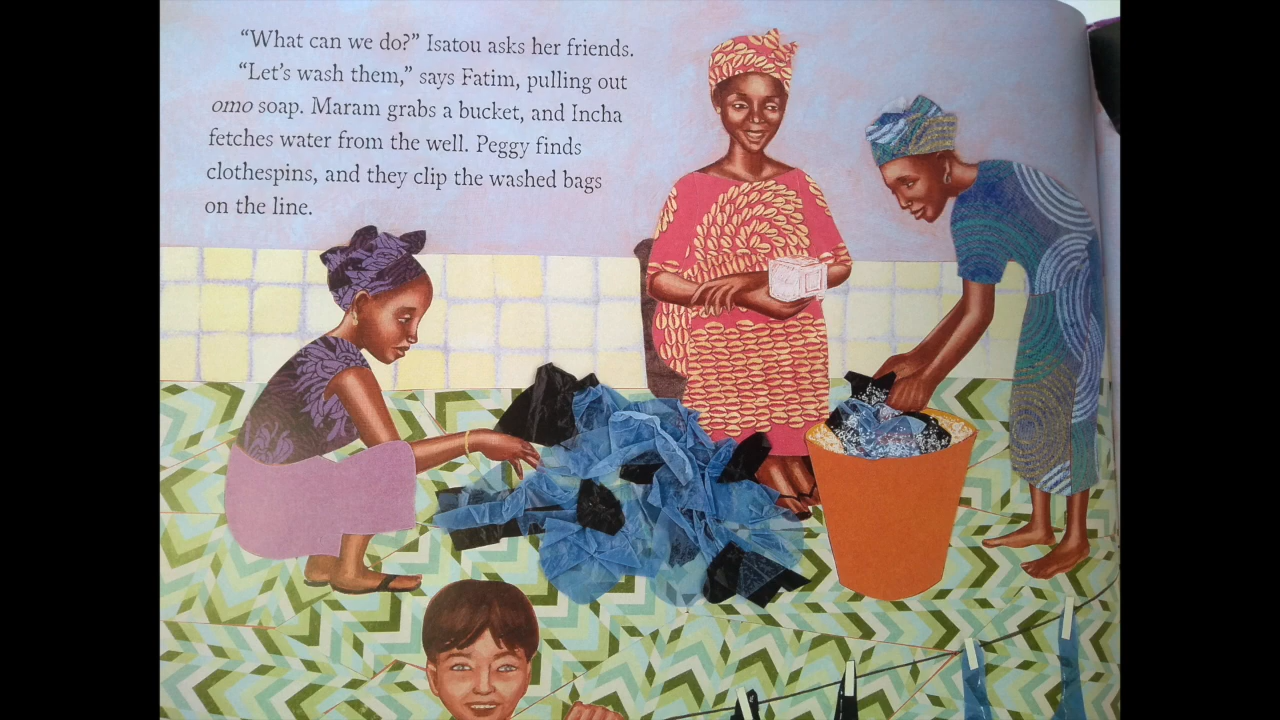 “What can we do?” Isatou asks her friends.
“Let’s wash them,” says Fatim, pulling out
omo soap. Maram grabs a bucket, and Incha
fetches water from the well. Peggy finds
clothespins, and they clip the washed bags
on the line.